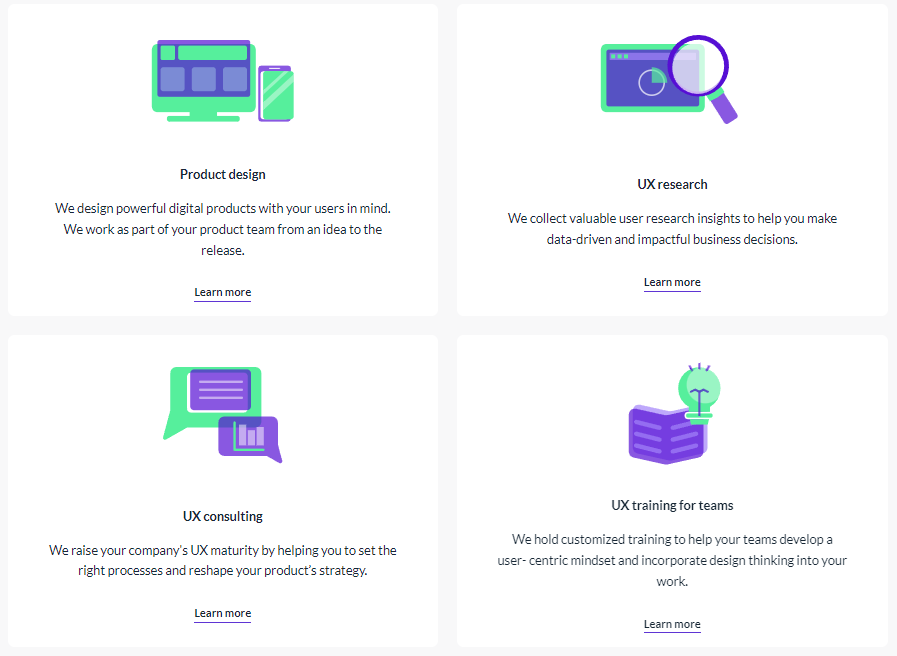 Product design
We design powerful digital products with your users in mind.
We work as part of your product team from an idea to the
release.
Learn more
UX research
We collect valuable user research insights to help you make
data-driven and impactful business decisions.
Learn more
UX consulting
We raise your company's UX maturity by helping you to set the
right processes and reshape your product's strategy.
Learn more
UX training for teams
We hold customized training to help your teams develop a
user- centric mindset and incorporate design thinking into your
work.
Learn more